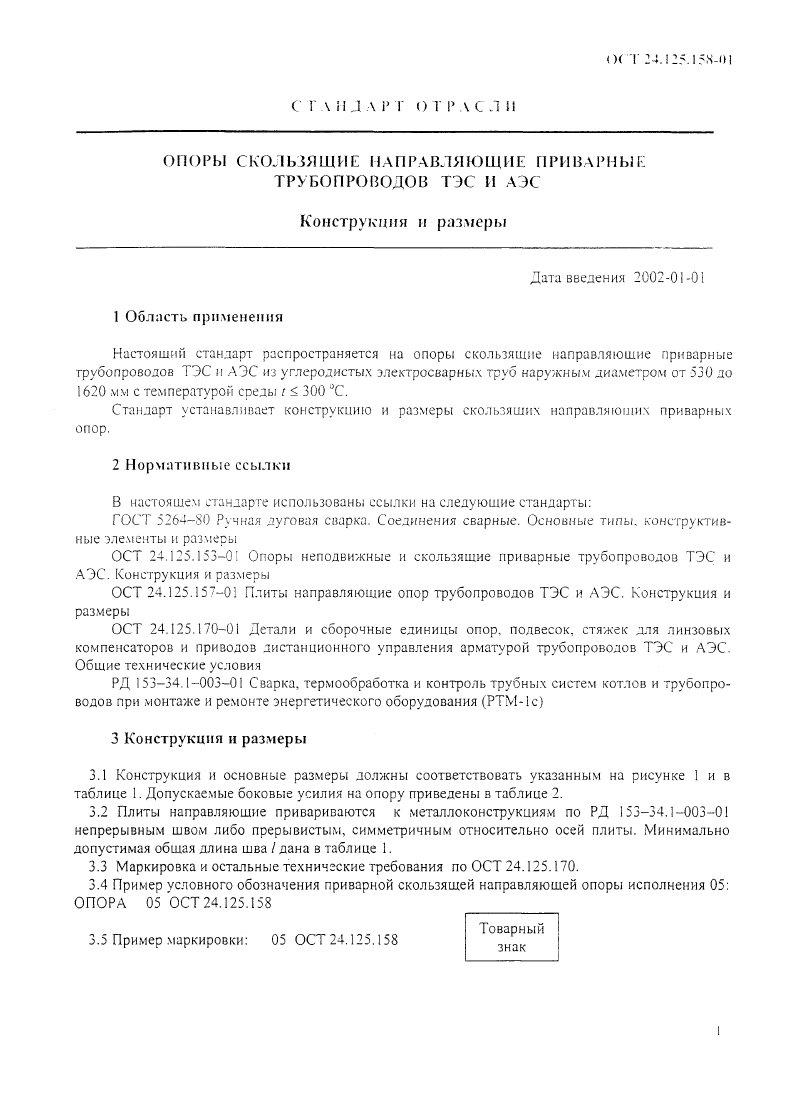 ОСТ 24.125.158-01
СТАНДАРТ ОТРАСЛИ
ОПОРЫ СКОЛЬЗЯЩИЕ НАПРАВЛЯЮЩИЕ ПРИВАРНЫЕ
ТРУБОПРОВОДОВ ТЭС И АЭС
Конструкция и размеры
Дата введения 2002-01-01
1 Область применения
Настоящий стандарт распространяется на опоры скользящие направляющие приварные
трубопроводов ТЭС и АЭС из углеродистых электросварных труб наружным диаметром от 530 до
1620 мм с температурой среды t ≤ 300 °С.
Стандарт устанавливает конструкцию и размеры скользящих направляющих приварных
опор.
2 Нормативные ссылки
В настоящем стандарте использованы ссылки на следующие стандарты:
ГОСТ 5264–80 Ручная дуговая сварка. Соединения сварные. Основные типы, конструктив-
ные элементы и размеры
ОСТ 24.125.153–01 Опоры неподвижные и скользящие приварные трубопроводов ТЭС и
АЭС. Конструкция и размеры
ОСТ 24.125.157–01 Плиты направляющие опор трубопроводов ТЭС и АЭС. Конструкция и
размеры
ОСТ 24.125.170–01 Детали и сборочные единицы опор, подвесок, стяжек для линзовых
компенсаторов и приводов дистанционного управления арматурой трубопроводов ТЭС и АЭС.
Общие технические условия
РД 153–34.1–003–01 Сварка, термообработка и контроль трубных систем котлов и трубопро-
водов при монтаже и ремонте энергетического оборудования (РТМ-1с)
3 Конструкция и размеры
3.1 Конструкция и основные размеры должны соответствовать указанным на рисунке 1 и в
таблице 1. Допускаемые боковые усилия на опору приведены в таблице 2.
3.2 Плиты направляющие привариваются к металлоконструкциям по РД 153–34.1–003–01
непрерывным швом либо прерывистым, симметричным относительно осей плиты. Минимально
допустимая общая длина шва l дана в таблице 1.
3.3 Маркировка и остальные технические требования по ОСТ 24.125.170.
3.4 Пример условного обозначения приварной скользящей направляющей опоры исполнения 05:
ОПОРА 05 ОСТ 24.125.158
3.5 Пример маркировки: 05 ОСТ 24.125.158
Товарный
знак
1